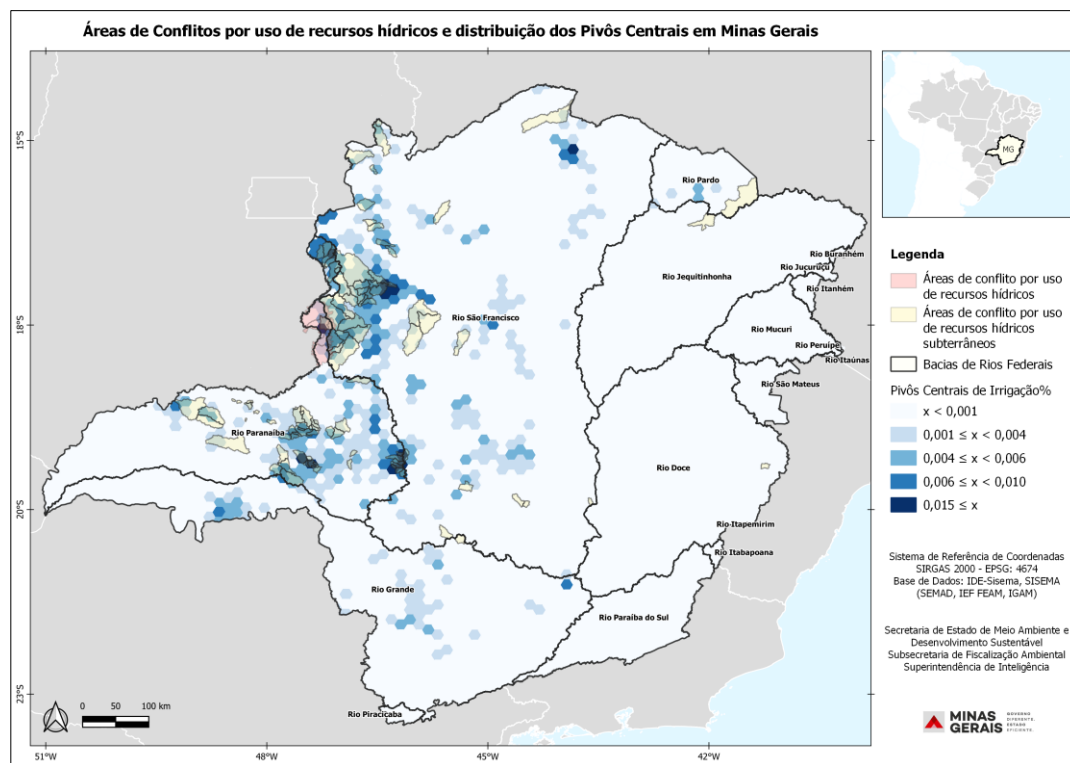 Áreas de Conflitos por uso de recursos hídricos e distribuição dos Pivôs Centrais em Minas Gerais
15°S
18°S
20°S
23°S
51°W
48°W
45°W
42°W
Rio Pardo
Rio Jequitinhonha
Rio Buranhém
Rio Jucuruçu
Rio Itanhém
Rio São Francisco
Rio Mucuri
Rio Peruípe
Rio Itaúnas
Rio São Mateus
Rio Paranaíba
Rio Doce
Rio Itapemirim
Rio Itabapoana
Rio Grande
Rio Paraíba do Sul
Rio Piracicaba
0 50 100 km
MG
Legenda
Áreas de conflito por uso
de recursos hídricos
Áreas de conflito por uso
de recursos hídricos
subterrâneos
Bacias de Rios Federais
Pivôs Centrais de Irrigação%
x < 0,001
0,001 ≤ x < 0,004
0,004 ≤ x < 0,006
0,006 ≤ x < 0,010
0,015 ≤ x
Sistema de Referência de Coordenadas
SIRGAS 2000 - EPSG: 4674
Base de Dados: IDE-Sisema, SISEMA
(SEMAD, IEF FEAM, IGAM)
Secretaria de Estado de Meio Ambiente e
Desenvolvimento Sustentável
Subsecretaria de Fiscalização Ambiental
Superintendência de Inteligência
MINAS
GERAIS
GOVERNO
DIFERENTE.
ESTADO
EFICIENTE.